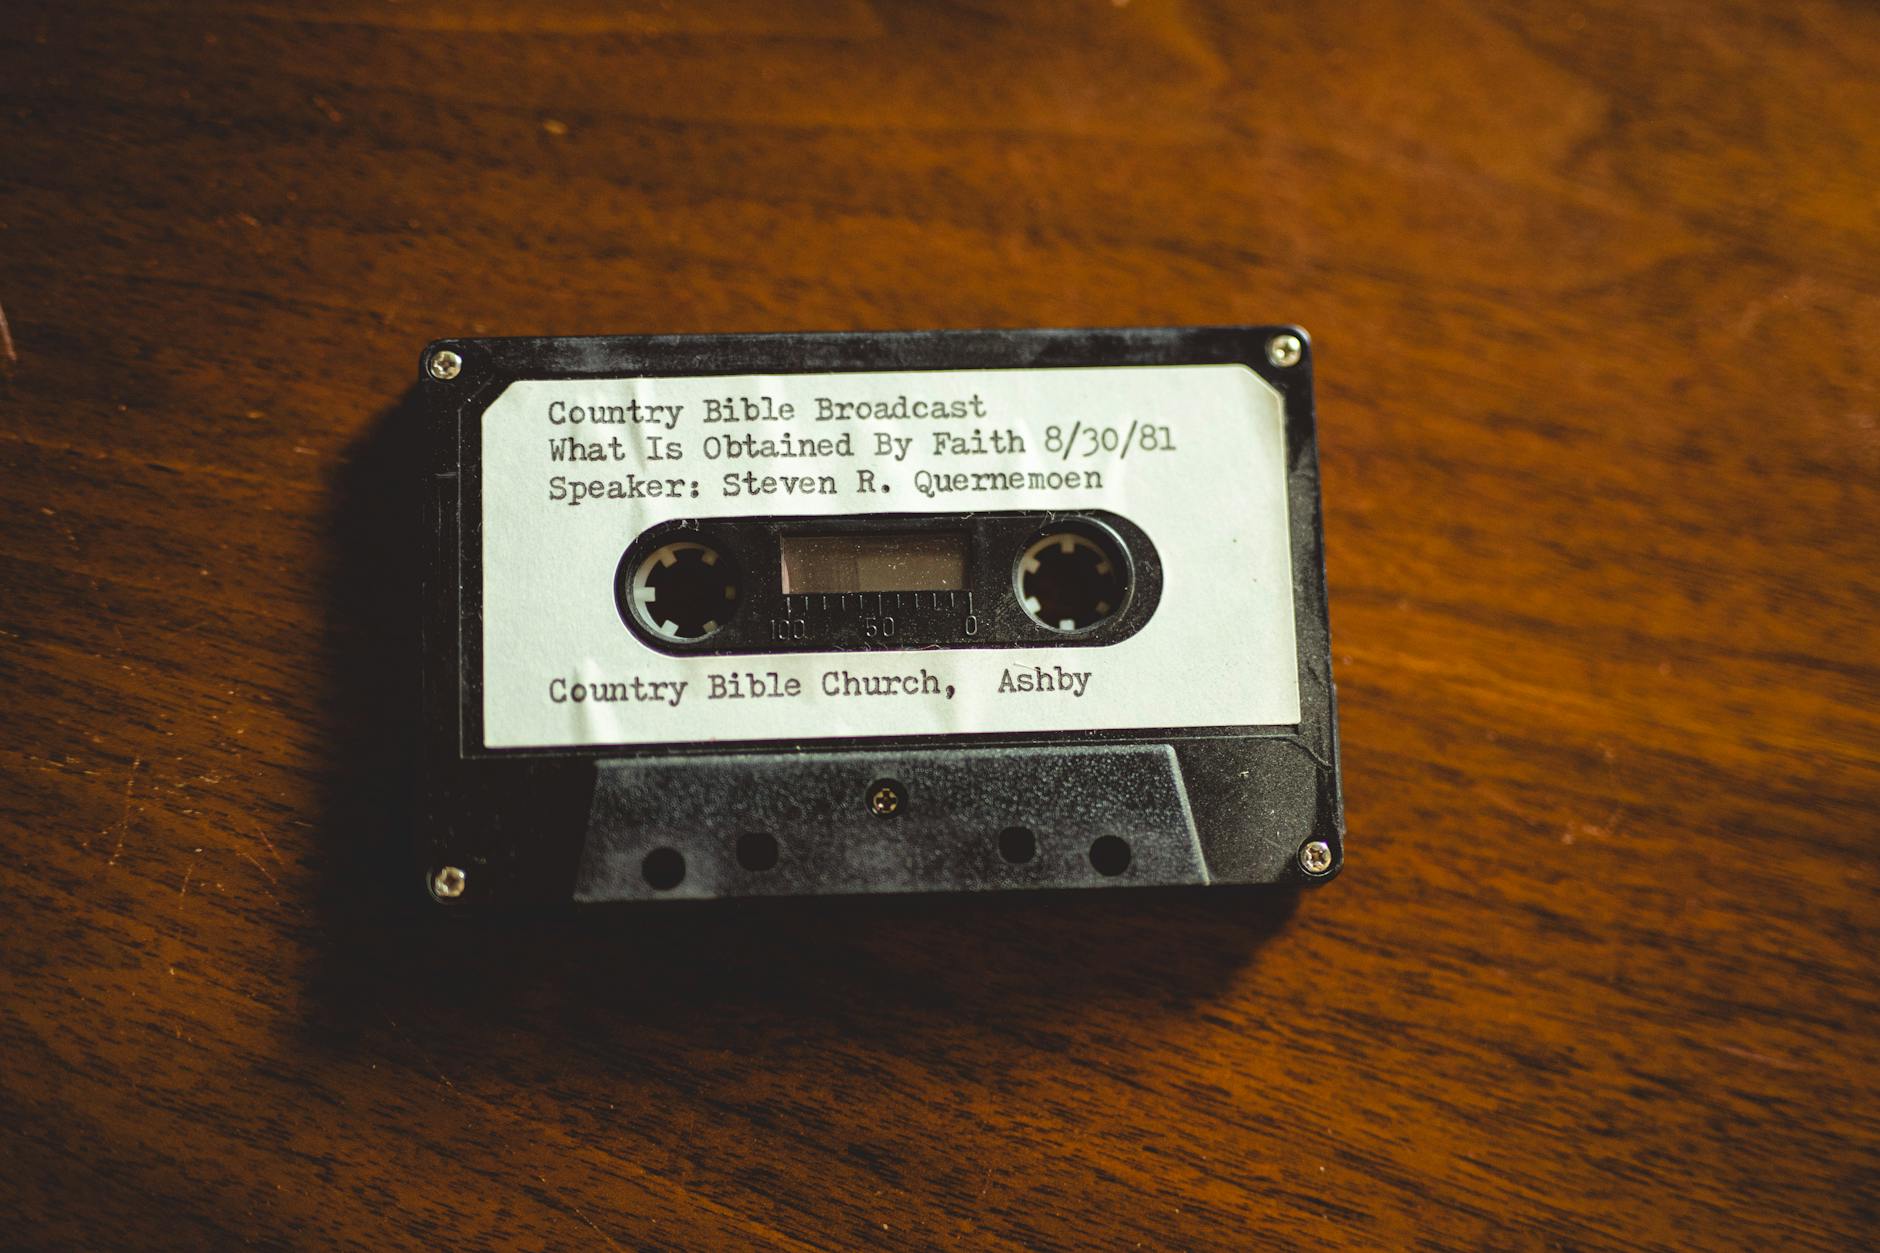 Country Bible Broadcast
What Is Obtained By Faith 8/30/81
Speaker: Steven R. Quernemoen
100 50 0
Country Bible Church, Ashby